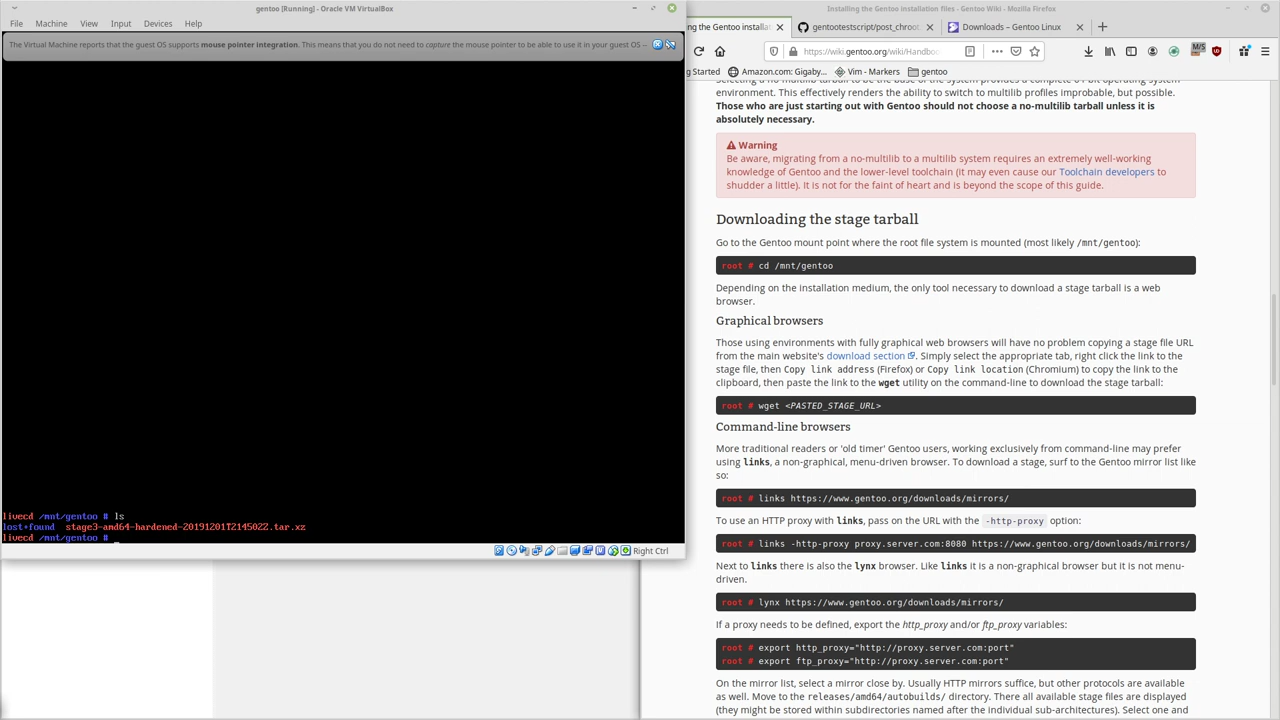 gentoo [Running] - Oracle VM VirtualBox
File Machine View Input Devices Help
The Virtual Machine reports that the guest OS supports mouse pointer integration. This means that you do not need to capture the mouse pointer to be able to use it in your guest OS –
livecd /mnt/gentoo # ls
lost+found stage3-amd64-hardened-20191201T214502Z.tar.xz
livecd /mnt/gentoo #
Right Ctrl
Installing the Gentoo installation files - Gentoo Wiki - Mozilla Firefox
ng the Gentoo installat
gentootestscript/post_chroot
Downloads – Gentoo Linux
https://wiki.gentoo.org/wiki/Handbo
g Started
Amazon.com: Gigaby...
Vim - Markers
gentoo
environment. This effectively renders the ability to switch to multilib profiles improbable, but possible.
Those who are just starting out with Gentoo should not choose a no-multilib tarball unless it is
absolutely necessary.
Warning
Be aware, migrating from a no-multilib to a multilib system requires an extremely well-working
knowledge of Gentoo and the lower-level toolchain (it may even cause our Toolchain developers to
shudder a little). It is not for the faint of heart and is beyond the scope of this guide.
Downloading the stage tarball
Go to the Gentoo mount point where the root file system is mounted (most likely /mnt/gentoo):
root # cd /mnt/gentoo
Depending on the installation medium, the only tool necessary to download a stage tarball is a web
browser.
Graphical browsers
Those using environments with fully graphical web browsers will have no problem copying a stage file URL
from the main website's download section. Simply select the appropriate tab, right click the link to the
stage file, then Copy link address (Firefox) or Copy link location (Chromium) to copy the link to the
clipboard, then paste the link to the wget utility on the command-line to download the stage tarball:
root # wget <PASTED_STAGE_URL>
Command-line browsers
More traditional readers or 'old timer' Gentoo users, working exclusively from command-line may prefer
using links, a non-graphical, menu-driven browser. To download a stage, surf to the Gentoo mirror list like
so:
root # links https://www.gentoo.org/downloads/mirrors/
To use an HTTP proxy with links, pass on the URL with the -http-proxy option:
root # links -http-proxy proxy.server.com:8080 https://www.gentoo.org/downloads/mirrors/
Next to links there is also the lynx browser. Like links it is a non-graphical browser but it is not menu-
driven.
root # lynx https://www.gentoo.org/downloads/mirrors/
If a proxy needs to be defined, export the http_proxy and/or ftp_proxy variables:
root # export http_proxy="http://proxy.server.com:port"
root # export ftp_proxy="http://proxy.server.com:port"
On the mirror list, select a mirror close by. Usually HTTP mirrors suffice, but other protocols are available
as well. Move to the releases/amd64/autobuilds/ directory. There all available stage files are displayed
(they might be stored within subdirectories named after the individual sub-architectures). Select one and